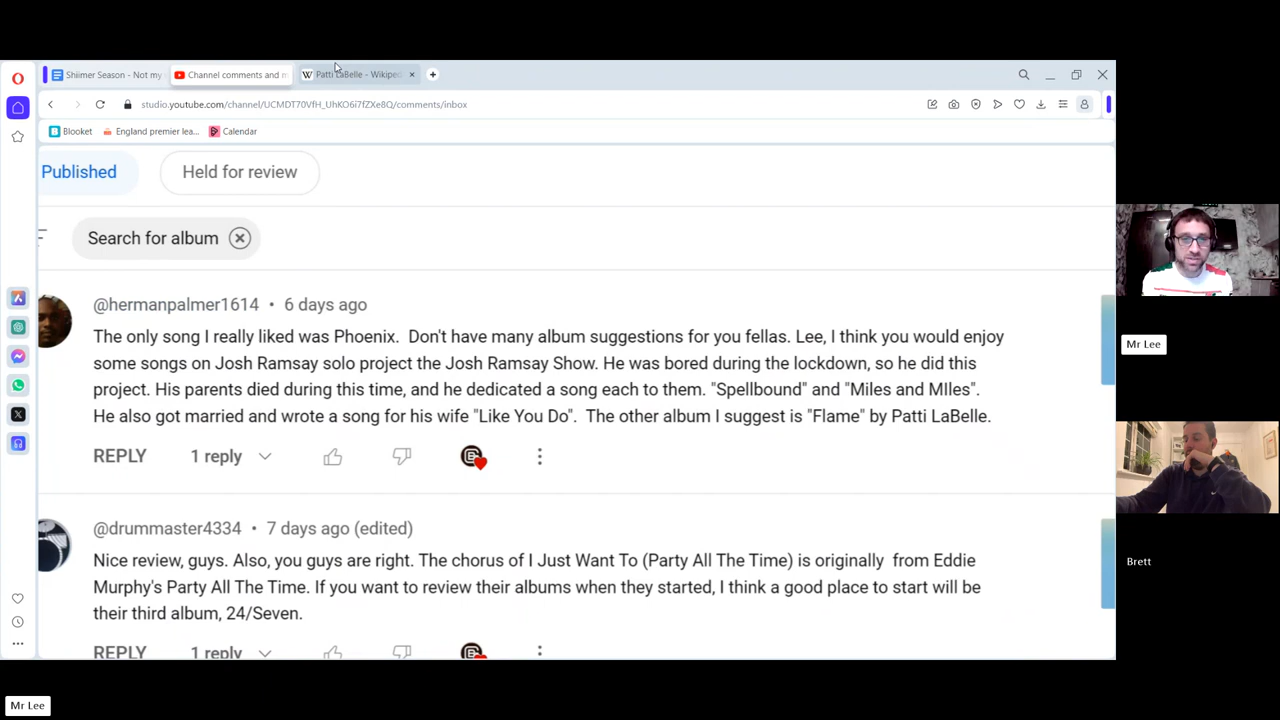 Shiimer Season - Not my
Channel comments and m
Patti LaBelle - Wikiped
studio.youtube.com/channel/UCMDT70VfH_UhKO6i7fZXe8Q/comments/inbox
Blooket
England premier lea...
Calendar
Published
Held for review
Search for album
@hermanpalmer1614 • 6 days ago
The only song I really liked was Phoenix. Don't have many album suggestions for you fellas. Lee, I think you would enjoy
some songs on Josh Ramsay solo project the Josh Ramsay Show. He was bored during the lockdown, so he did this
project. His parents died during this time, and he dedicated a song each to them. "Spellbound" and "Miles and MIles".
He also got married and wrote a song for his wife "Like You Do". The other album I suggest is "Flame" by Patti LaBelle.
REPLY 1 reply
@drummaster4334 • 7 days ago (edited)
Nice review, guys. Also, you guys are right. The chorus of I Just Want To (Party All The Time) is originally from Eddie
Murphy's Party All The Time. If you want to review their albums when they started, I think a good place to start will be
their third album, 24/Seven.
REPLY 1 reply
Mr Lee
Brett
Mr Lee